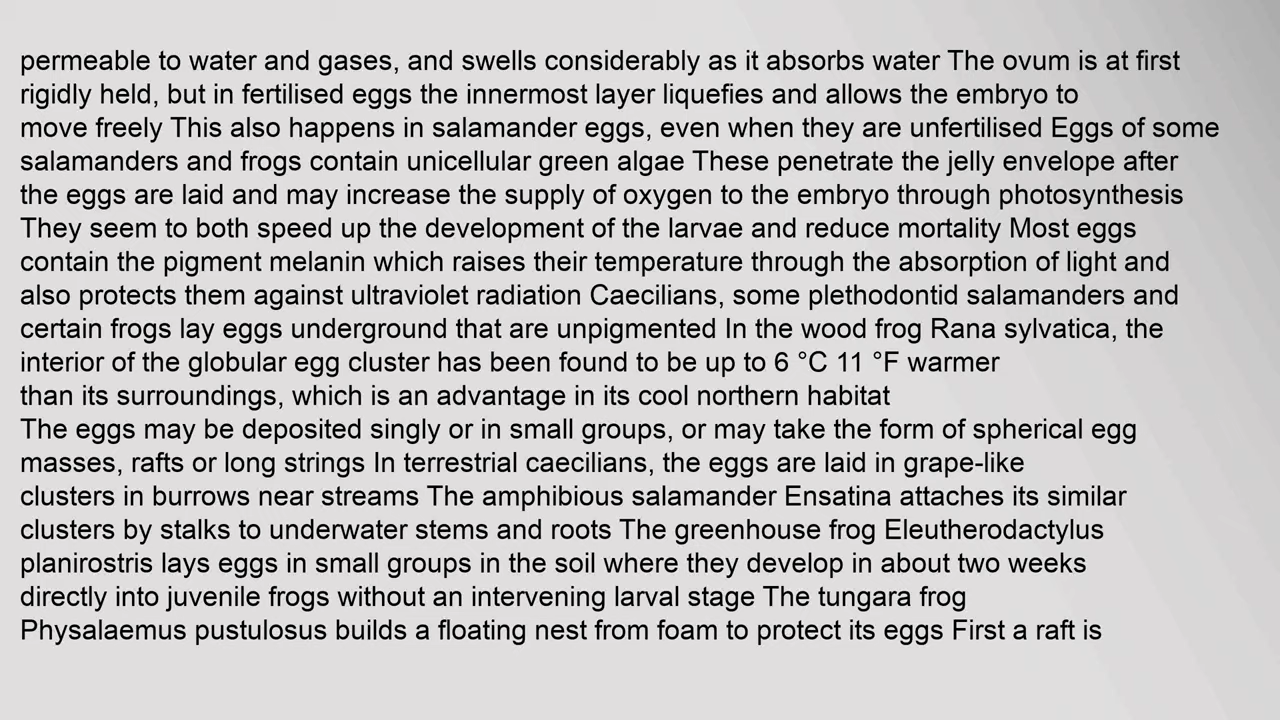 permeable to water and gases, and swells considerably as it absorbs water The ovum is at first
rigidly held, but in fertilised eggs the innermost layer liquefies and allows the embryo to
move freely This also happens in salamander eggs, even when they are unfertilised Eggs of some
salamanders and frogs contain unicellular green algae These penetrate the jelly envelope after
the eggs are laid and may increase the supply of oxygen to the embryo through photosynthesis
They seem to both speed up the development of the larvae and reduce mortality Most eggs
contain the pigment melanin which raises their temperature through the absorption of light and
also protects them against ultraviolet radiation Caecilians, some plethodontid salamanders and
certain frogs lay eggs underground that are unpigmented In the wood frog Rana sylvatica, the
interior of the globular egg cluster has been found to be up to 6 °C 11 °F warmer
than its surroundings, which is an advantage in its cool northern habitat
The eggs may be deposited singly or in small groups, or may take the form of spherical egg
masses, rafts or long strings In terrestrial caecilians, the eggs are laid in grape-like
clusters in burrows near streams The amphibious salamander Ensatina attaches its similar
clusters by stalks to underwater stems and roots The greenhouse frog Eleutherodactylus
planirostris lays eggs in small groups in the soil where they develop in about two weeks
directly into juvenile frogs without an intervening larval stage The tungara frog
Physalaemus pustulosus builds a floating nest from foam to protect its eggs First a raft is